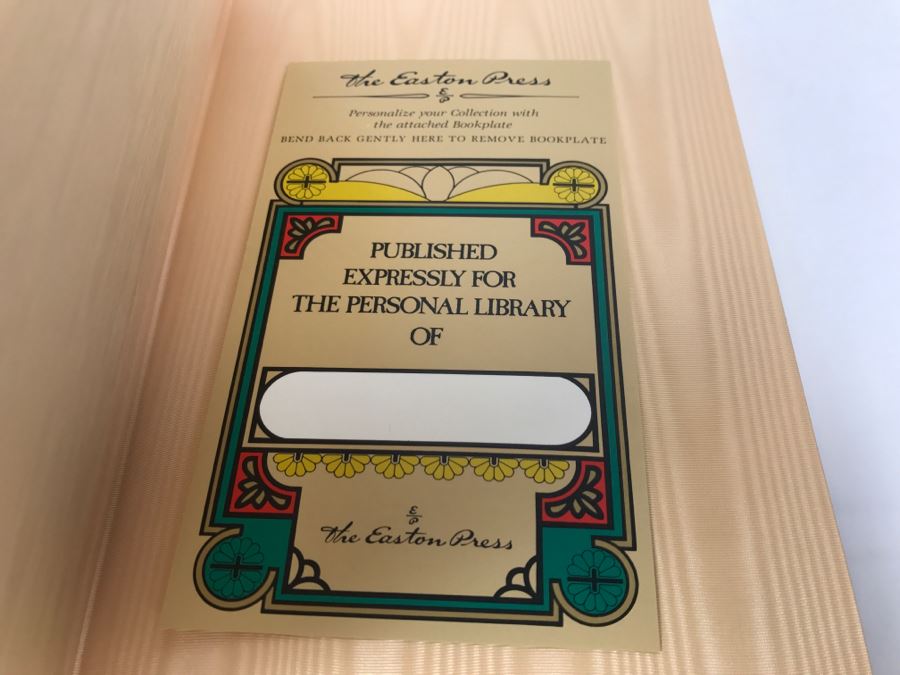 The Easton Press
E
P
Personalize your Collection with
the attached Bookplate
BEND BACK GENTLY HERE TO REMOVE BOOKPLATE
PUBLISHED
EXPRESSLY FOR
THE PERSONAL LIBRARY
OF
E
P
The Easton Press